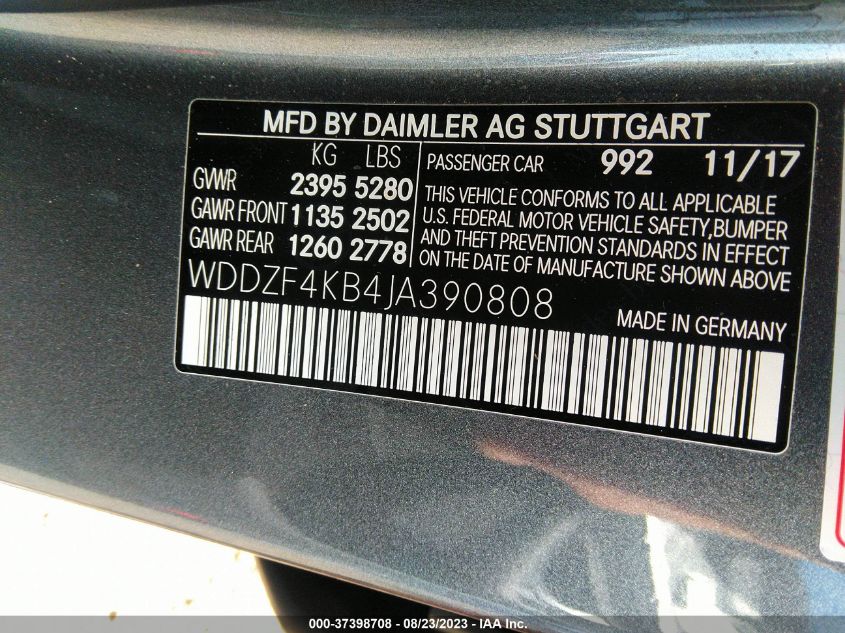 MFD BY DAIMLER AG STUTTGART
KG LBS
GVWR 2395 5280
GAWR FRONT 1135 2502
GAWR REAR 1260 2778
PASSENGER CAR 992 11/17
THIS VEHICLE CONFORMS TO ALL APPLICABLE
U.S. FEDERAL MOTOR VEHICLE SAFETY,BUMPER
AND THEFT PREVENTION STANDARDS IN EFFECT
ON THE DATE OF MANUFACTURE SHOWN ABOVE
WDDZF4KB4JA390808
MADE IN GERMANY
000-37398708 - 08/23/2023 - IAA Inc.